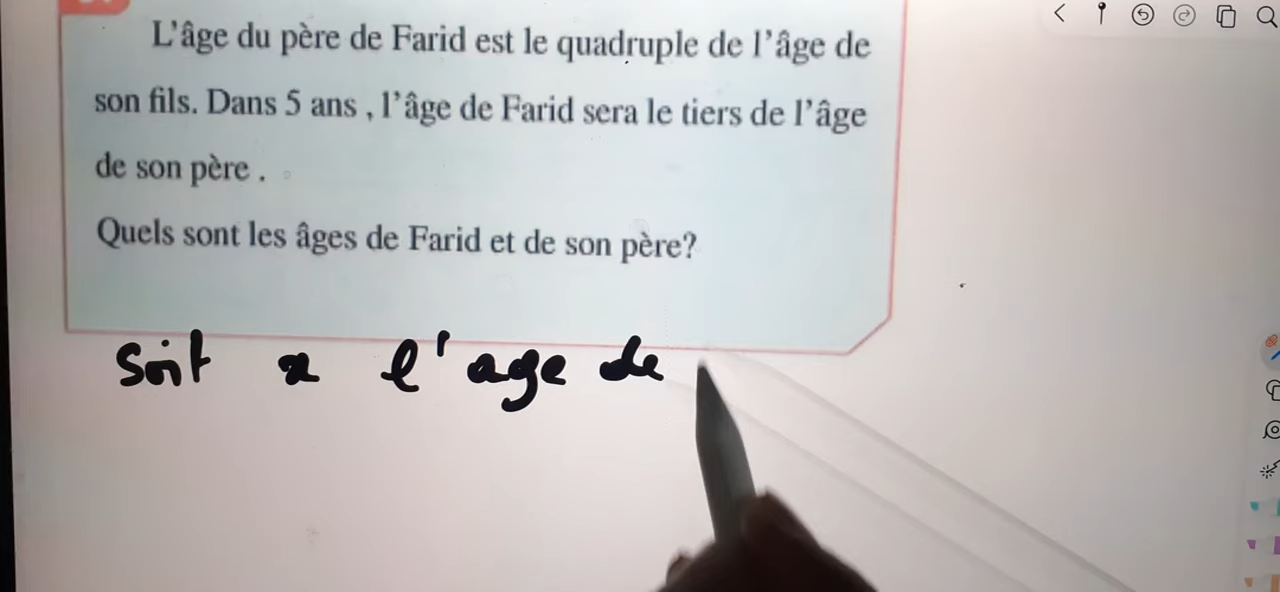 L'âge du père de Farid est le quadruple de l'âge de
son fils. Dans 5 ans , l'âge de Farid sera le tiers de l'âge
de son père .
Quels sont les âges de Farid et de son père?
Soit x l'age de